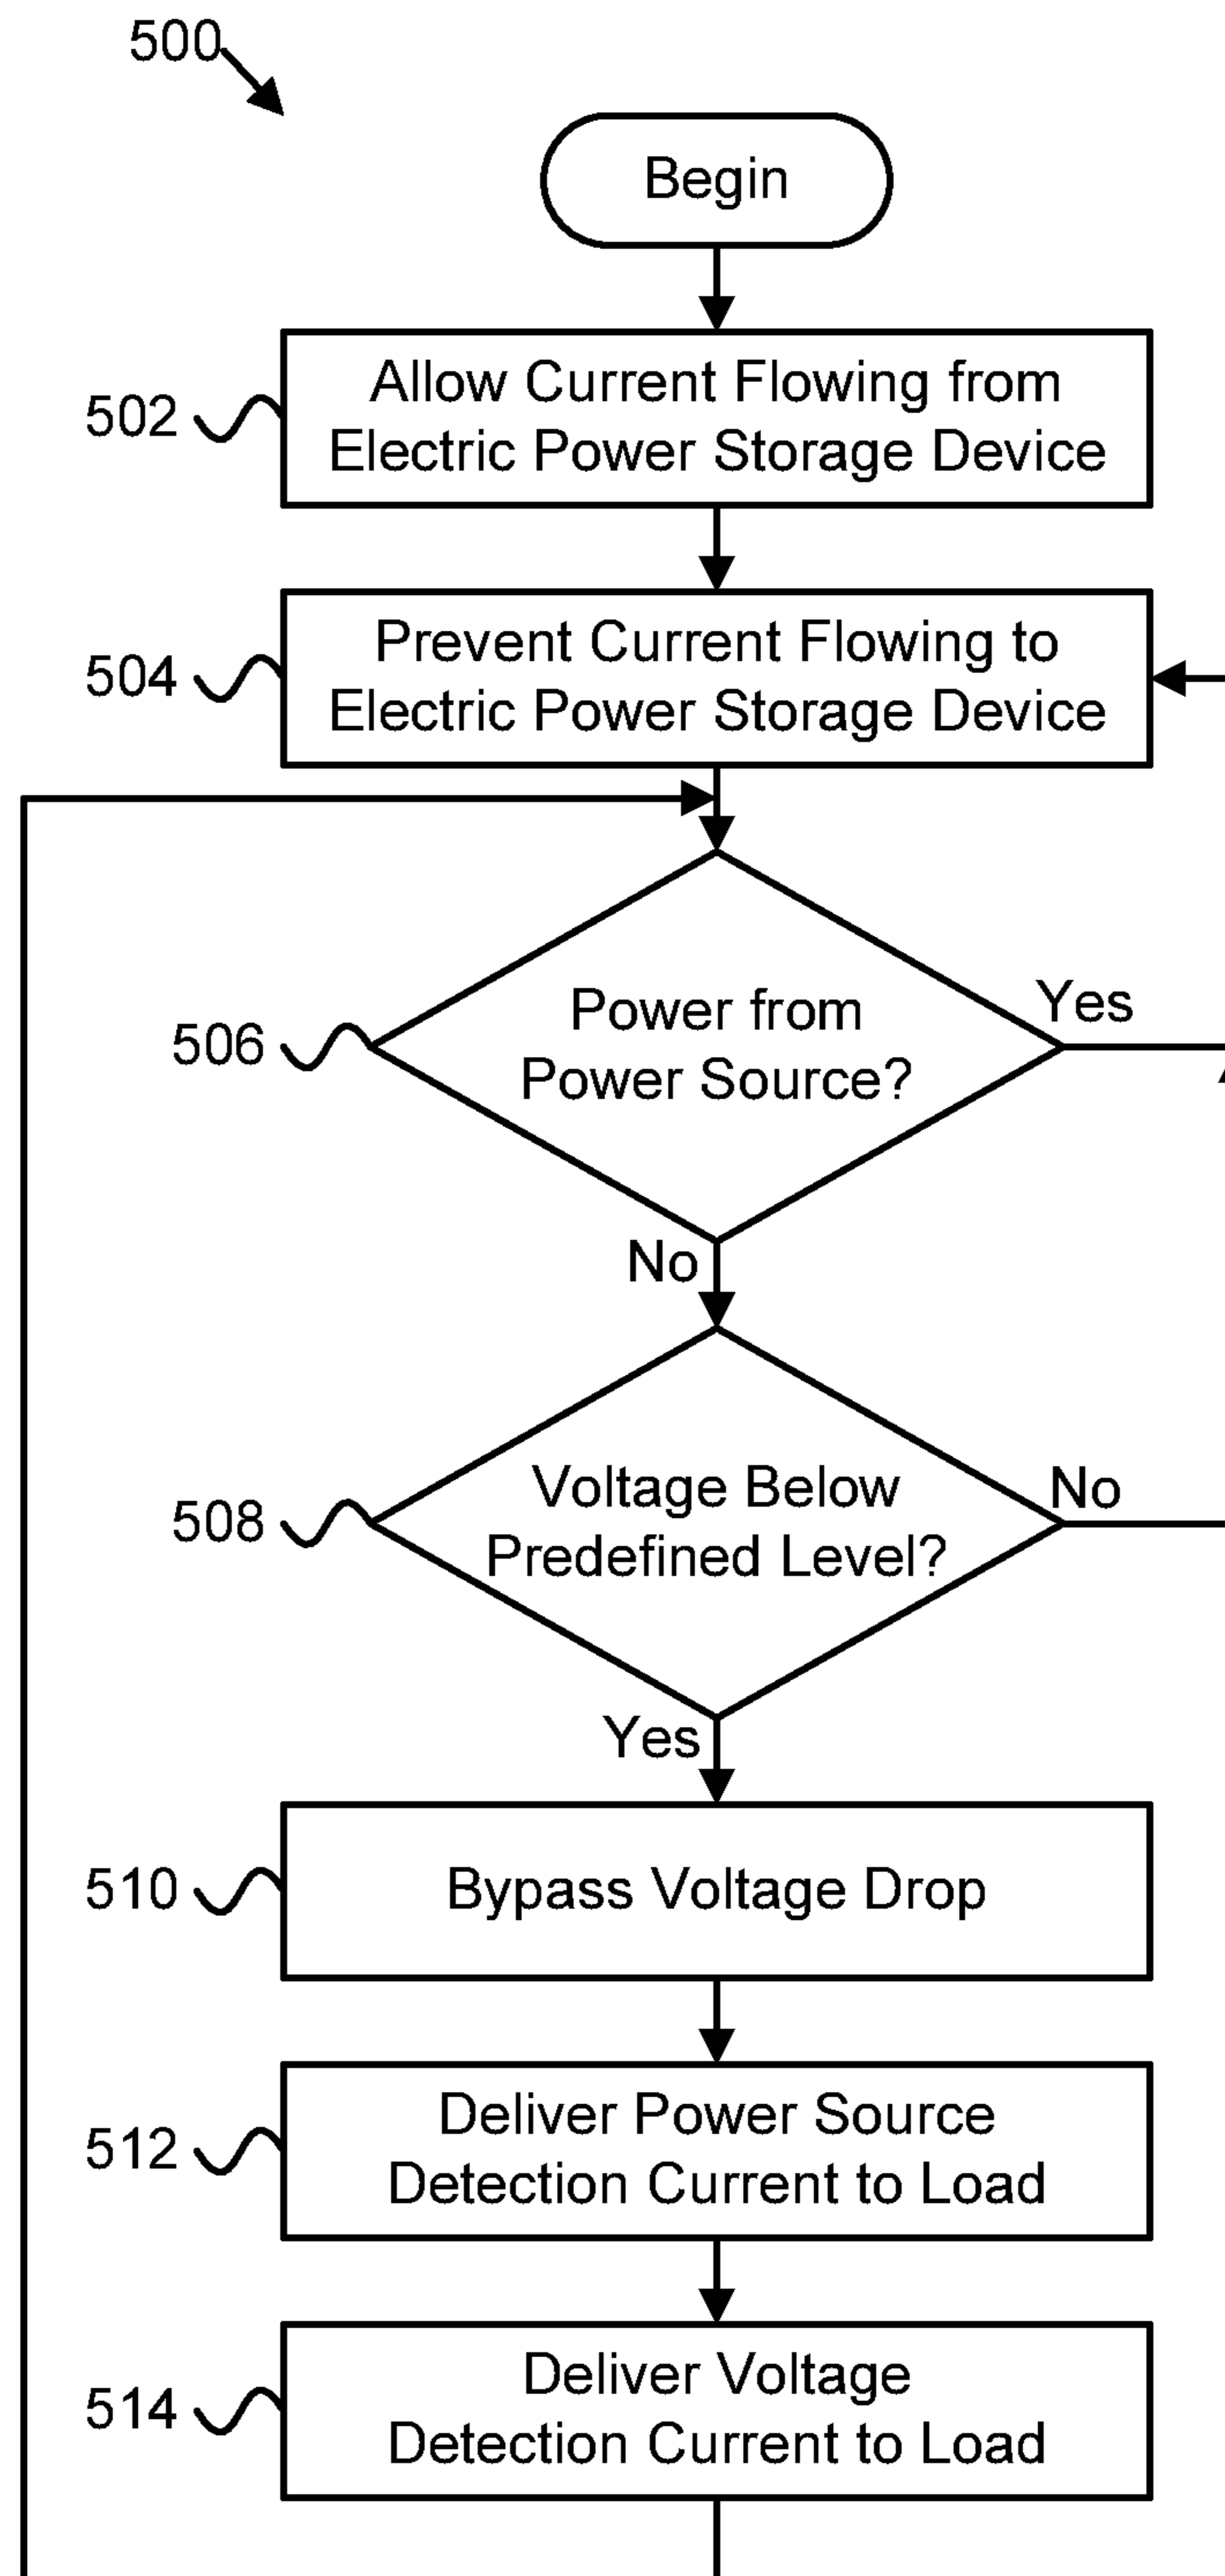 500
Begin
502
Allow Current Flowing from
Electric Power Storage Device
504
Prevent Current Flowing to
Electric Power Storage Device
506
Power from
Power Source?
Yes
No
508
Voltage Below
Predefined Level?
No
Yes
510
Bypass Voltage Drop
512
Deliver Power Source
Detection Current to Load
514
Deliver Voltage
Detection Current to Load